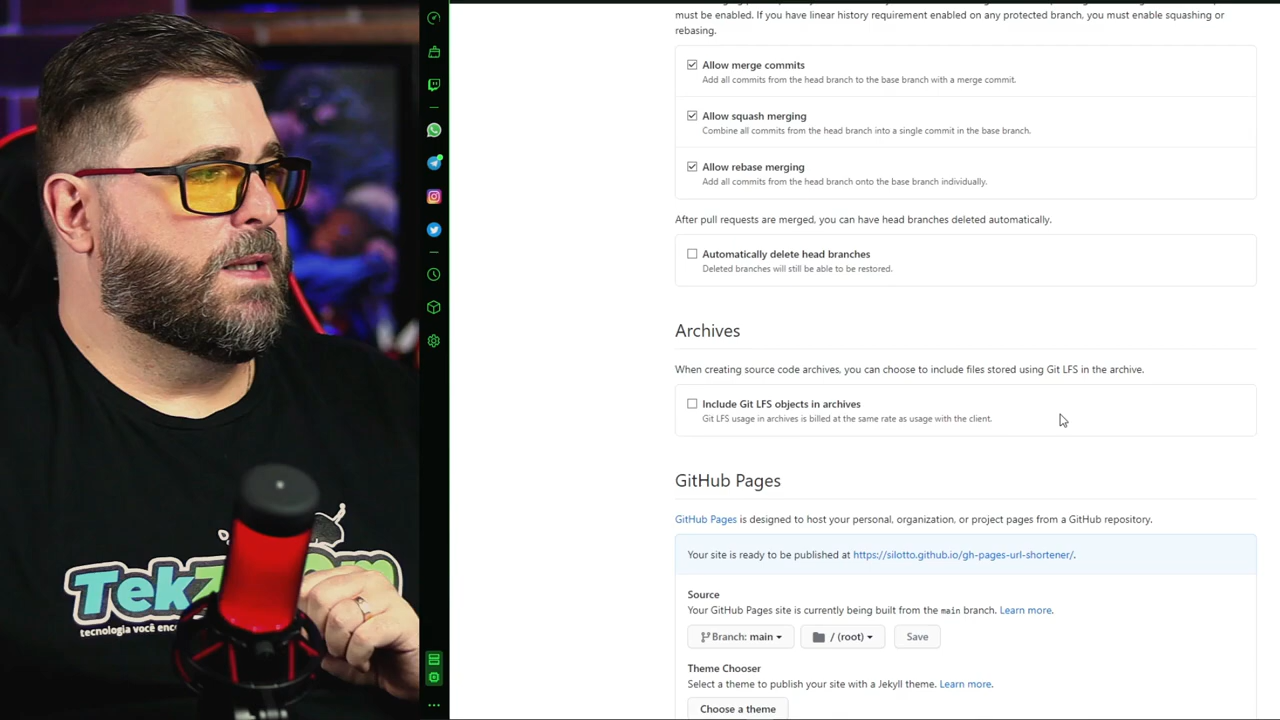 must be enabled. If you have linear history requirement enabled on any protected branch, you must enable squashing or
rebasing.
Allow merge commits
Add all commits from the head branch to the base branch with a merge commit.
Allow squash merging
Combine all commits from the head branch into a single commit in the base branch.
Allow rebase merging
Add all commits from the head branch onto the base branch individually.
After pull requests are merged, you can have head branches deleted automatically.
Automatically delete head branches
Deleted branches will still be able to be restored.
Archives
When creating source code archives, you can choose to include files stored using Git LFS in the archive.
Include Git LFS objects in archives
Git LFS usage in archives is billed at the same rate as usage with the client.
GitHub Pages
GitHub Pages is designed to host your personal, organization, or project pages from a GitHub repository.
Your site is ready to be published at https://silotto.github.io/gh-pages-url-shortener/.
Source
Your GitHub Pages site is currently being built from the main branch. Learn more.
Branch: main
/ (root)
Save
Theme Chooser
Select a theme to publish your site with a Jekyll theme. Learn more.
Choose a theme
tecnologia você